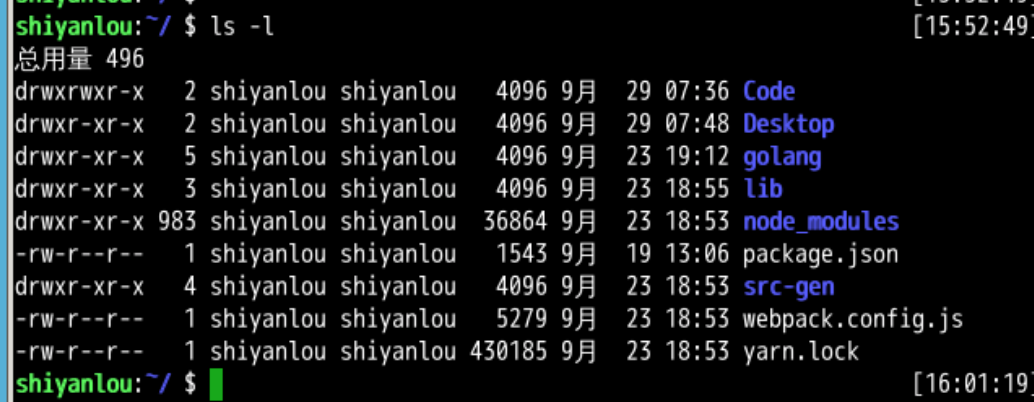 shiyanlou:~/ $ ls -l [15:52:49]
总用量 496
drwxrwxr-x 2 shiyanlou shiyanlou 4096 9月 29 07:36 Code
drwxr-xr-x 2 shiyanlou shiyanlou 4096 9月 29 07:48 Desktop
drwxr-xr-x 5 shiyanlou shiyanlou 4096 9月 23 19:12 golang
drwxr-xr-x 3 shiyanlou shiyanlou 4096 9月 23 18:55 lib
drwxr-xr-x 983 shiyanlou shiyanlou 36864 9月 23 18:53 node_modules
-rw-r-xr-x 1 shiyanlou shiyanlou 1543 9月 19 13:06 package.json
drwxr-xr-x 4 shiyanlou shiyanlou 4096 9月 23 18:53 src-gen
-rw-r--r-- 1 shiyanlou shiyanlou 5279 9月 23 18:53 webpack.config.js
-rw-r--r-- 1 shiyanlou shiyanlou 430185 9月 23 18:53 yarn.lock
shiyanlou:~/ $ [16:01:19]